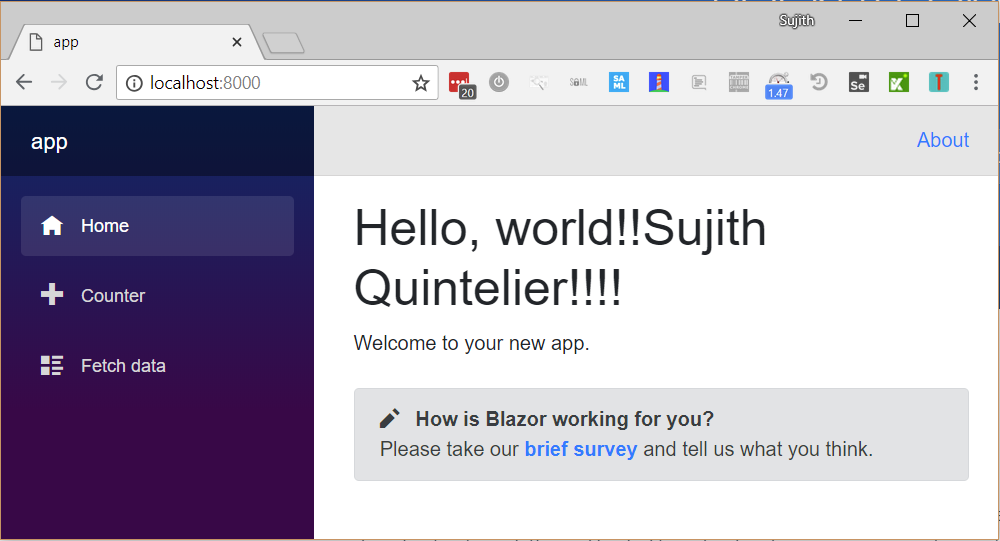 Sujith
app
localhost:8000
20
SAML
SA
ML
1.47
Se
app
About
Home
Counter
Fetch data
Hello, world!!Sujith
Quintelier!!!!
Welcome to your new app.
How is Blazor working for you?
Please take our brief survey and tell us what you think.